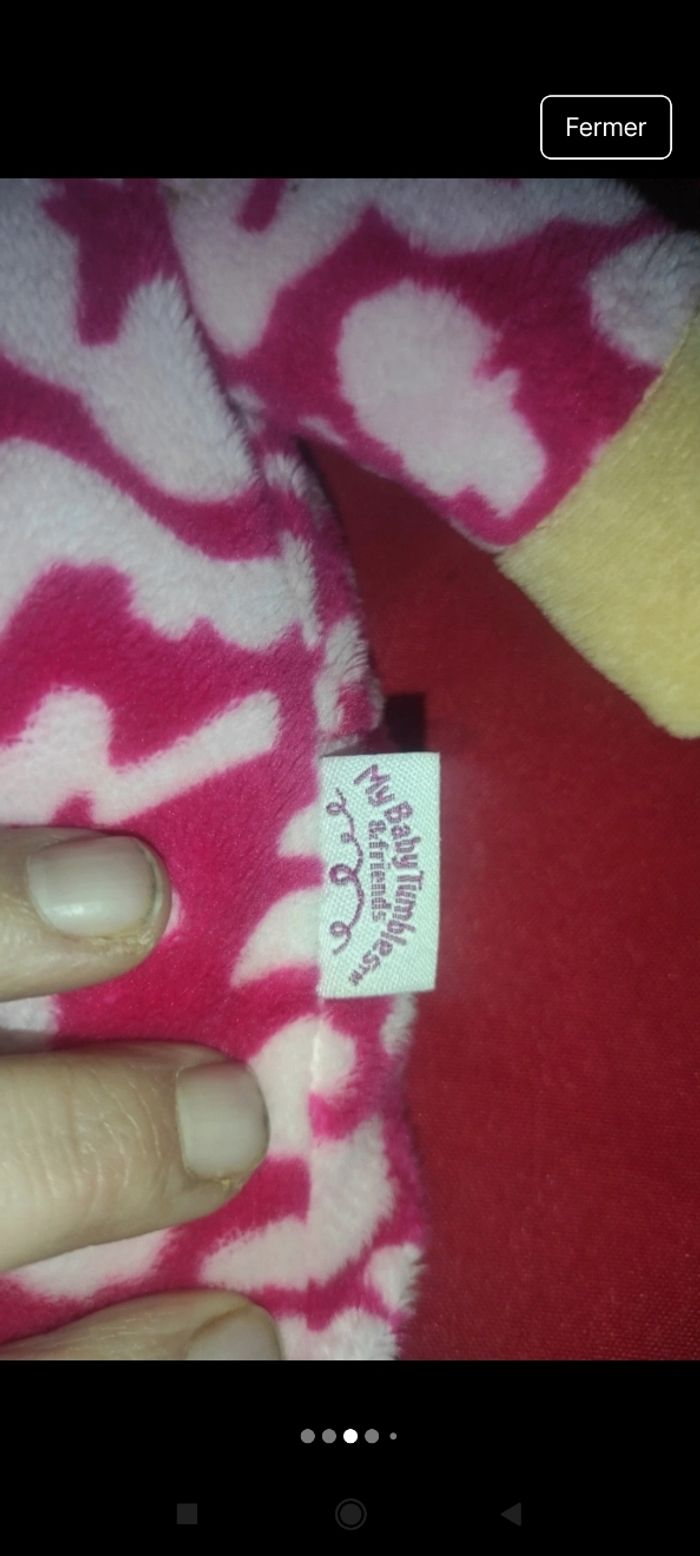 Fermer
My Baby Tumbles™
& friends